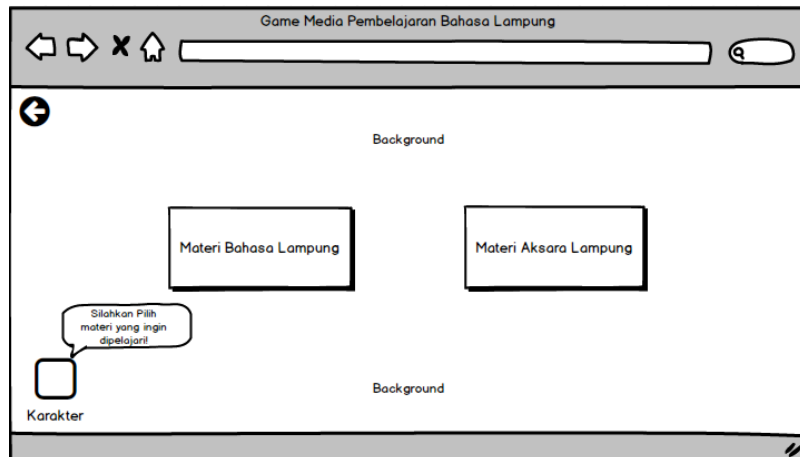 Game Media Pembelajaran Bahasa Lampung
Background
Materi Bahasa Lampung
Materi Aksara Lampung
Silahkan Pilih
materi yang ingin
dipelajari!
Karakter
Background